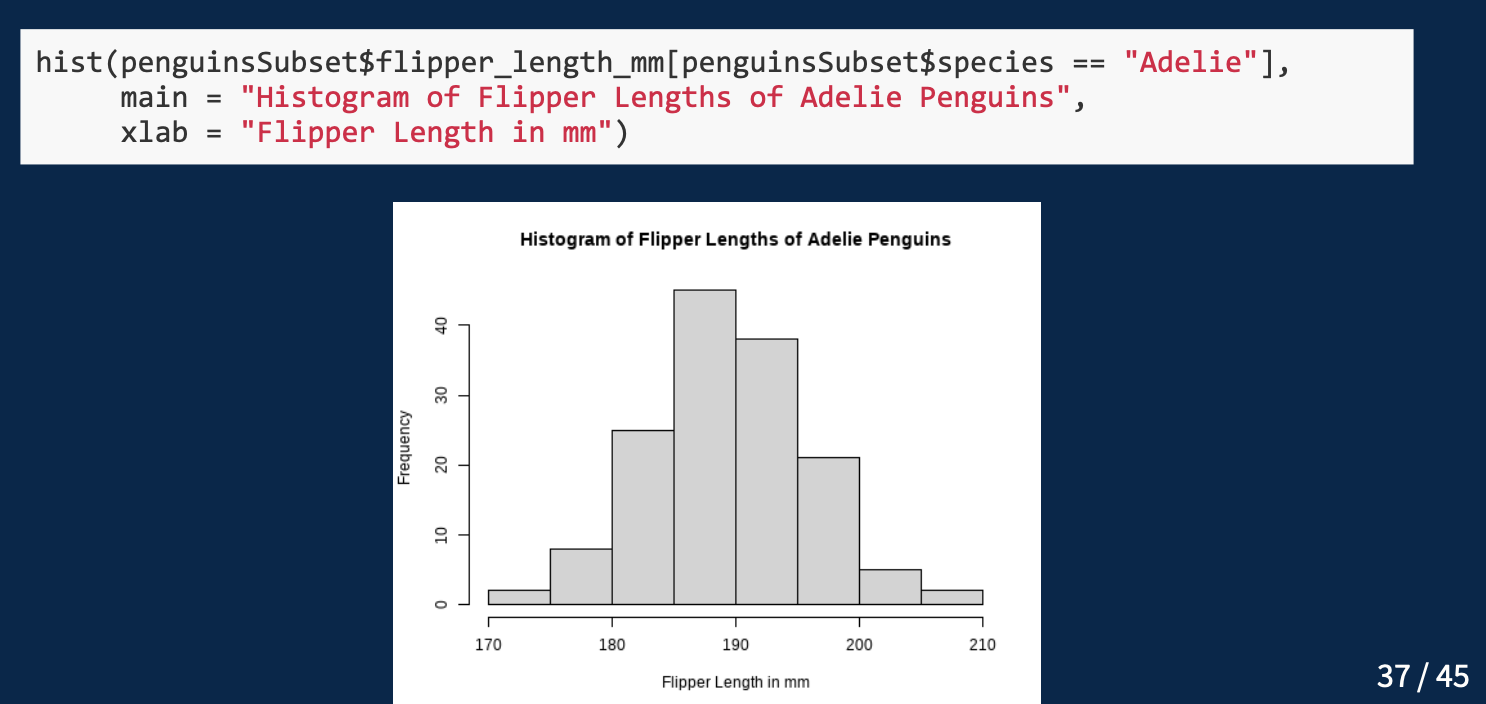 hist(penguinsSubset$flipper_length_mm[penguinsSubset$species == "Adelie"],
     main = "Histogram of Flipper Lengths of Adelie Penguins",
     xlab = "Flipper Length in mm")
Histogram of Flipper Lengths of Adelie Penguins
Frequency
40
30
20
10
0
170 180 190 200 210
Flipper Length in mm
37 / 45